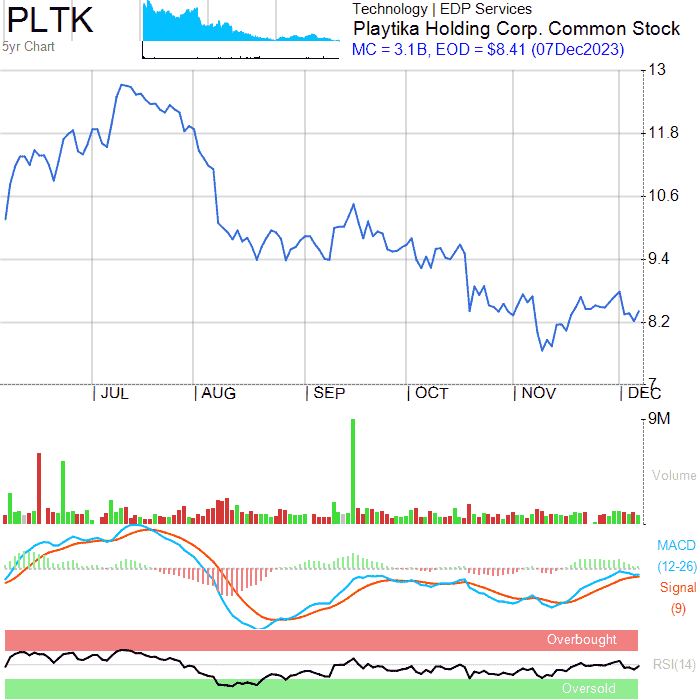 PLTK
5yr Chart
Technology | EDP Services
Playtika Holding Corp. Common Stock
MC = 3.1B, EOD = $8.41 (07Dec2023)
13
11.8
10.6
9.4
8.2
7
JUL
AUG
SEP
OCT
NOV
DEC
9M
Volume
MACD
(12-26)
Signal
(9)
Overbought
RSI(14)
Oversold